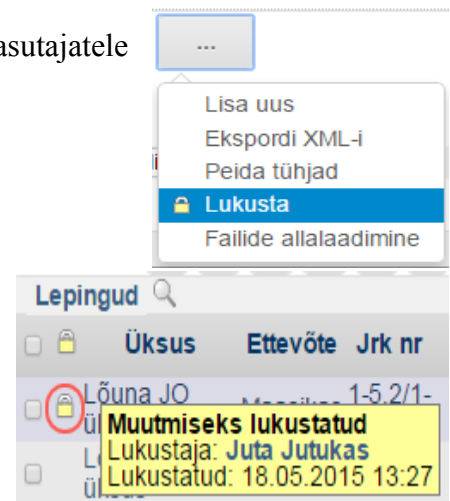 asutajatele
...
Lisa uus
Ekspordi XML-i
Peida tühjad
Lukusta
Failide allalaadimine
Lepingud
Üksus Ettevõte Jrk nr
Lõuna JO 1-5.2/1-
Muutmiseks lukustatud
Lukustaja: Juta Jutukas
Lukustatud: 18.05.2015 13:27